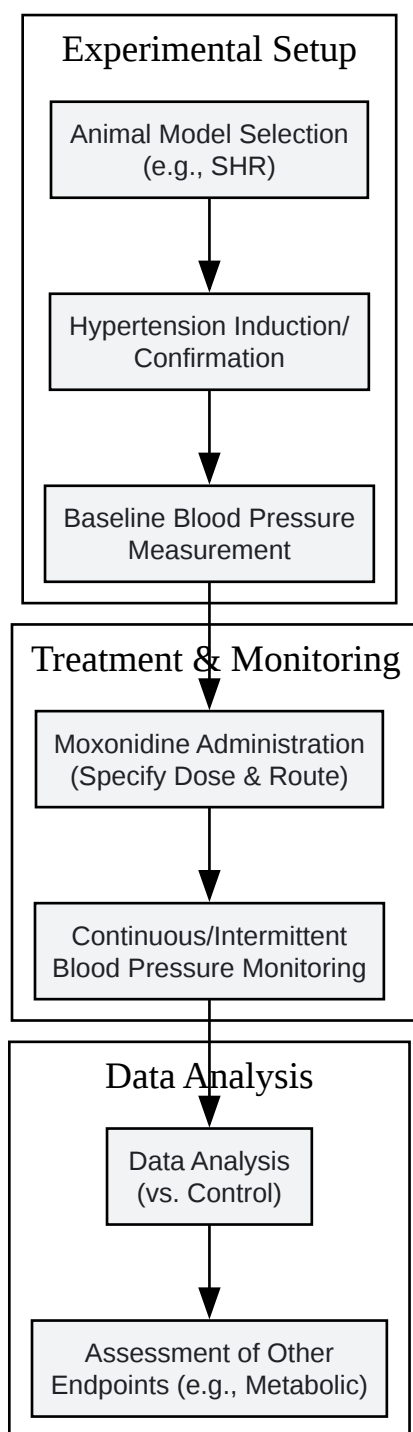 Experimental Setup
Animal Model Selection
(e.g., SHR)
Hypertension Induction/
Confirmation
Baseline Blood Pressure
Measurement
Treatment & Monitoring
Moxonidine Administration
(Specify Dose & Route)
Continuous/Intermittent
Blood Pressure Monitoring
Data Analysis
Data Analysis
(vs. Control)
Assessment of Other
Endpoints (e.g., Metabolic)